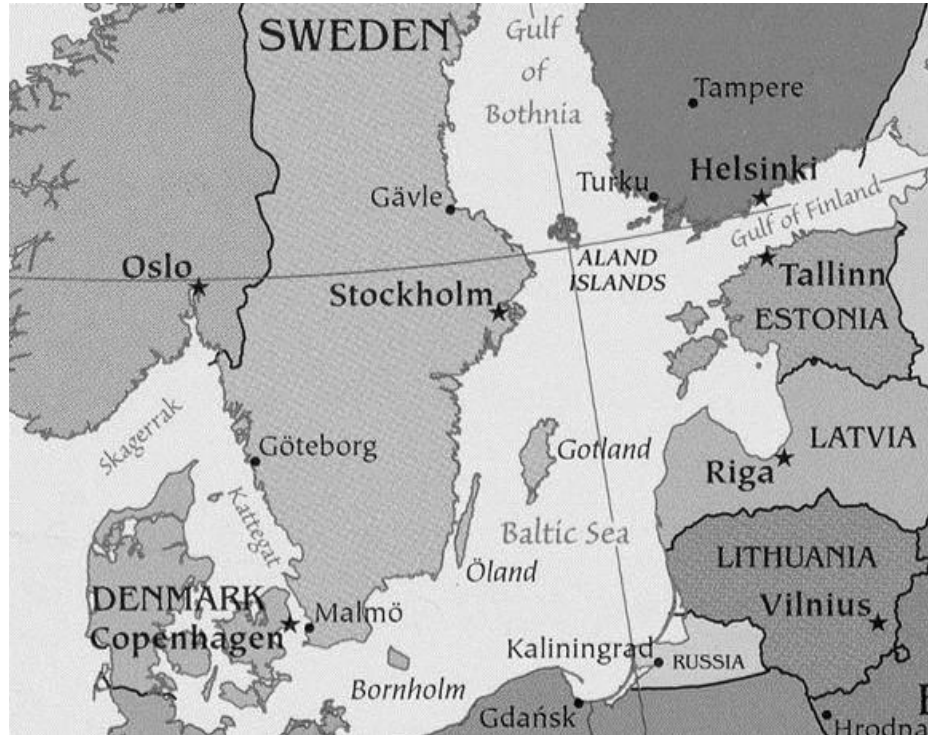 SWEDEN
Gulf
of
Bothnia
Tampere
Helsinki
Turku
Gävle
Gulf of Finland
Oslo
ALAND
ISLANDS
Tallinn
Stockholm
ESTONIA
Skagerrak
Göteborg
Gotland
LATVIA
Riga
Kattegat
Baltic Sea
LITHUANIA
Öland
DENMARK
Malmö
Vilnius
Copenhagen
Kaliningrad
RUSSIA
Bornholm
Gdańsk
Hrodna